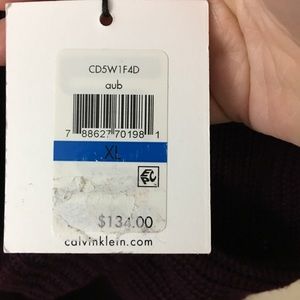 CD5W1F4D
aub
7 88627 70198 1
XL
$134.00
calvinklein.com